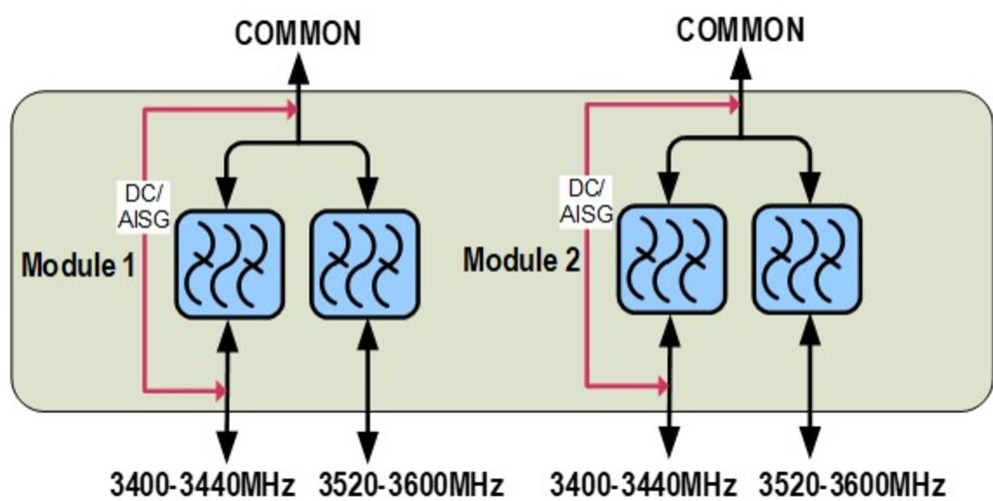 COMMON
COMMON
DC/
AISG
DC/
AISG
Module 1
Module 2
3400-3440MHz
3520-3600MHz
3400-3440MHz
3520-3600MHz